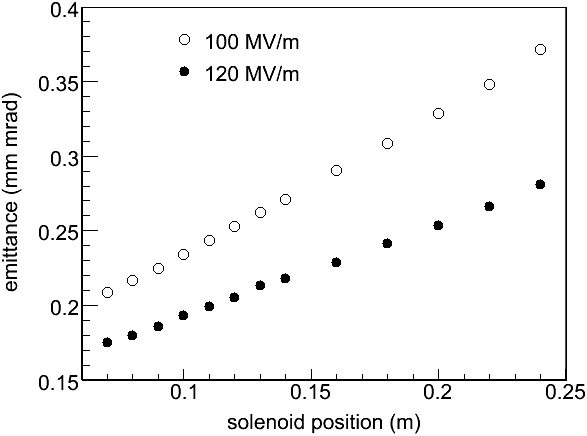 0.4
0.35
0.3
0.25
0.2
0.15
emittance (mm mrad)
100 MV/m
120 MV/m
0.1
0.15
0.2
0.25
solenoid position (m)